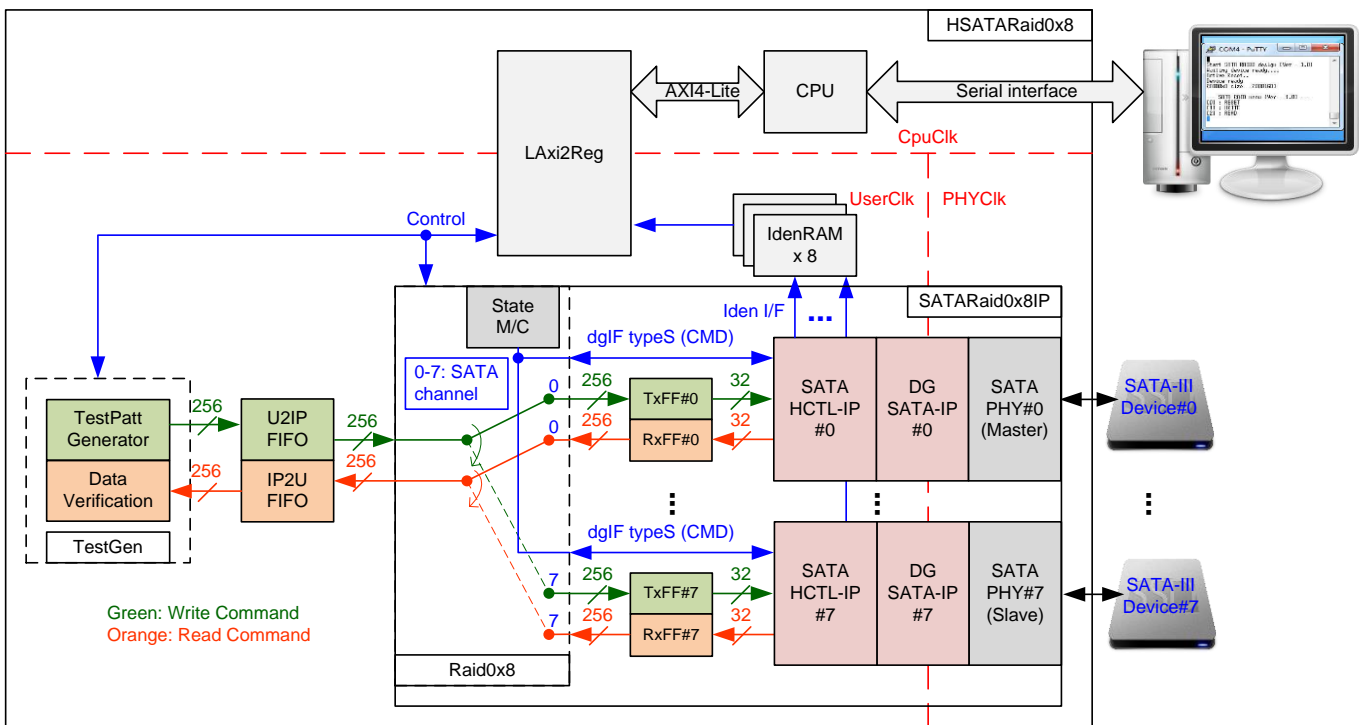 HSATARaid0x8
COM4 - PuTTY
AXI4-Lite
CPU
Serial interface
LAxi2Reg
CpuClk
UserClk
PHYClk
Control
IdenRAM
x 8
State
M/C
SATARaid0x8IP
Iden I/F
...
dgIF typeS (CMD)
0-7: SATA
channel
0
256
TxFF#0
32
0
256
RxFF#0
32
SATA
HCTL-IP
#0
DG
SATA-IP
#0
SATA
PHY#0
(Master)
SATA-III
Device#0
TestPatt
Generator
256
U2IP
FIFO
256
Data
Verification
256
IP2U
FIFO
256
TestGen
dgIF typeS (CMD)
7
256
TxFF#7
32
7
256
RxFF#7
32
SATA
HCTL-IP
#7
DG
SATA-IP
#7
SATA
PHY#7
(Slave)
SATA-III
Device#7
Green: Write Command
Orange: Read Command
Raid0x8